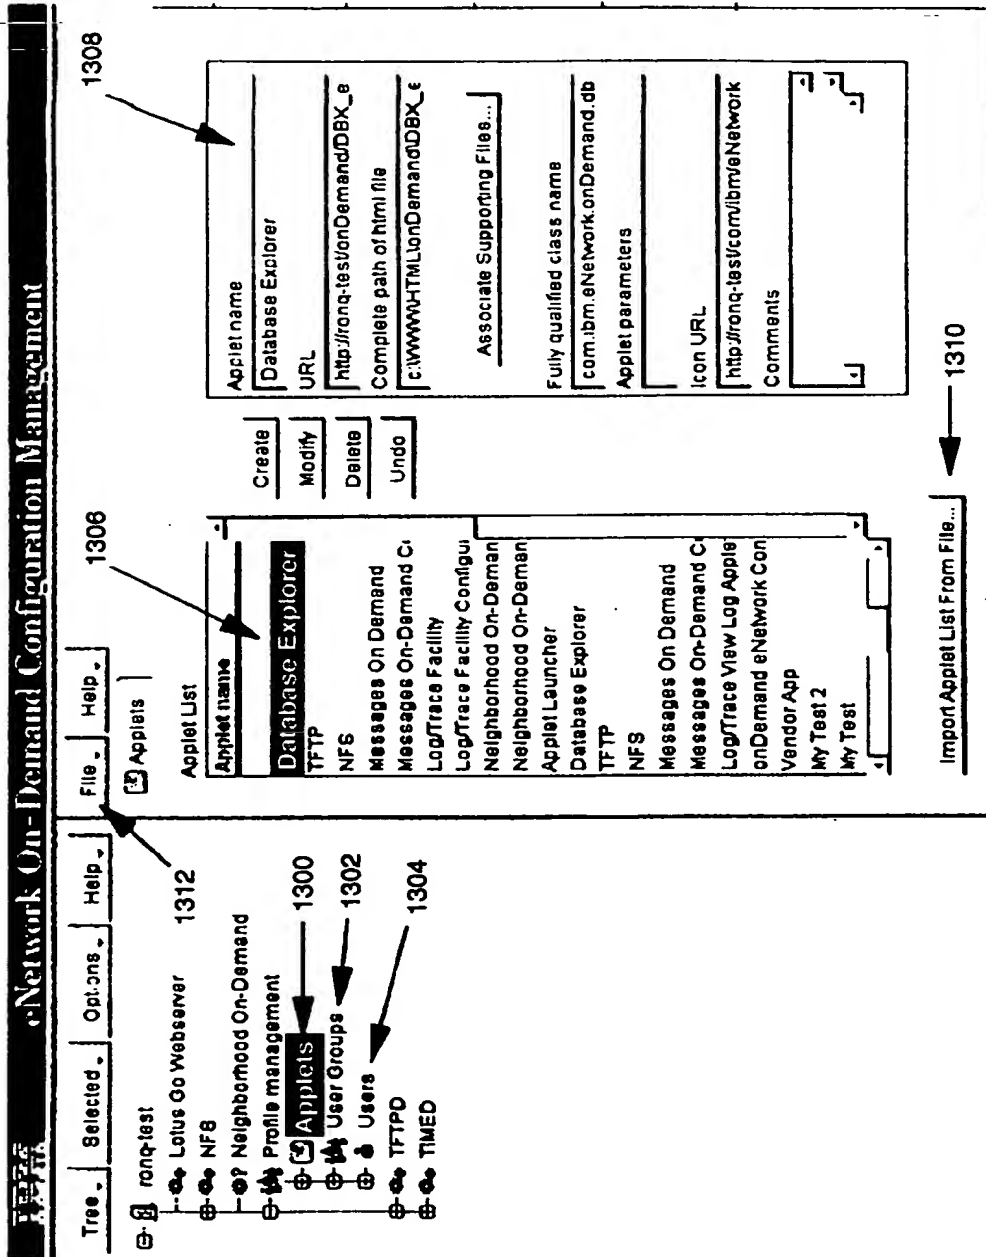 IBM
eNetwork On-Demand Configuration Management
Tree
Selected
Options
Help
File
Help
1312
1306
1308
ronq-test
Lotus Go Webserver
NFS
Neighborhood On-Demand
Profile management
Applets
User Groups
Users
TFTPD
TIMED
1300
1302
1304
Applets
Applet List
Applet name
Database Explorer
TFTP
NFS
Messages On Demand
Messages On-Demand C
Log/Trace Facility
Log/Trace Facility Configu
Neighborhood On-Deman
Neighborhood On-Deman
Applet Launcher
Database Explorer
TFTP
NFS
Messages On Demand
Messages On-Demand C
Log/Trace View Log Apple
onDemand eNetwork Con
Vendor App
My Test 2
My Test
Import Applet List From File...
1310
Create
Modify
Delete
Undo
Applet name
Database Explorer
URL
http://ronq-test/onDemand/DBX_e
Complete path of html file
c:\WWW\HTML\onDemand\DBX_e
Associate Supporting Files...
Fully qualified class name
com.ibm.eNetwork.onDemand.db
Applet parameters
Icon URL
http://ronq-test/com/ibm/eNetwork
Comments